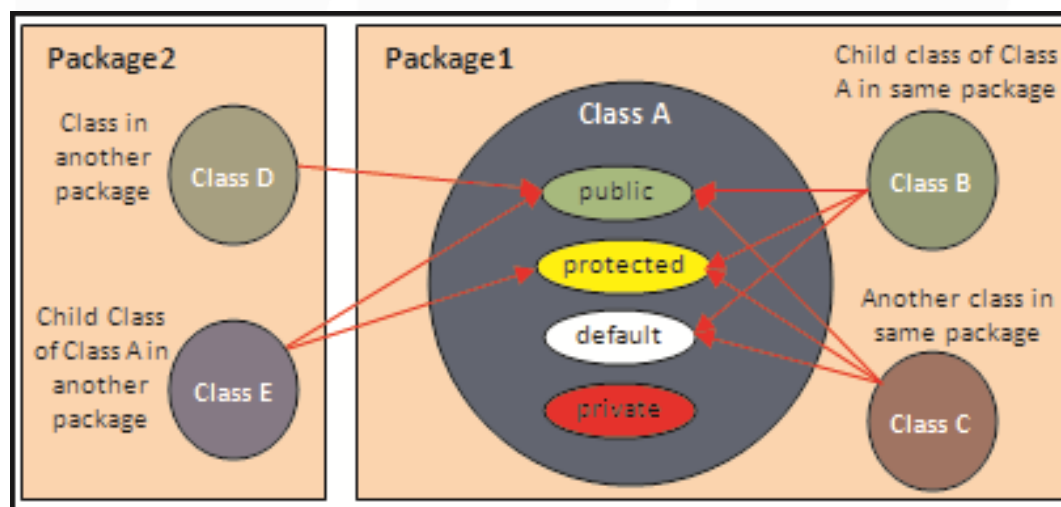 Package2
Class in
another
package
Class D
Child Class
of Class A in
another
package
Class E
Package1
Class A
public
protected
default
private
Child class of Class
A in same package
Class B
Another class in
same package
Class C